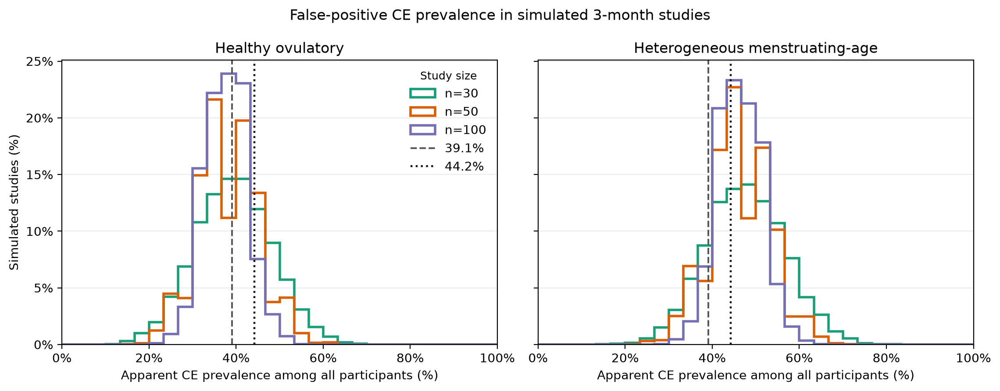 False-positive CE prevalence in simulated 3-month studies
Healthy ovulatory
Heterogeneous menstruating-age
Simulated studies (%)
25%
20%
15%
10%
5%
0%
Study size
n=30
n=50
n=100
39.1%
44.2%
0% 20% 40% 60% 80% 100%
0% 20% 40% 60% 80% 100%
Apparent CE prevalence among all participants (%)
Apparent CE prevalence among all participants (%)